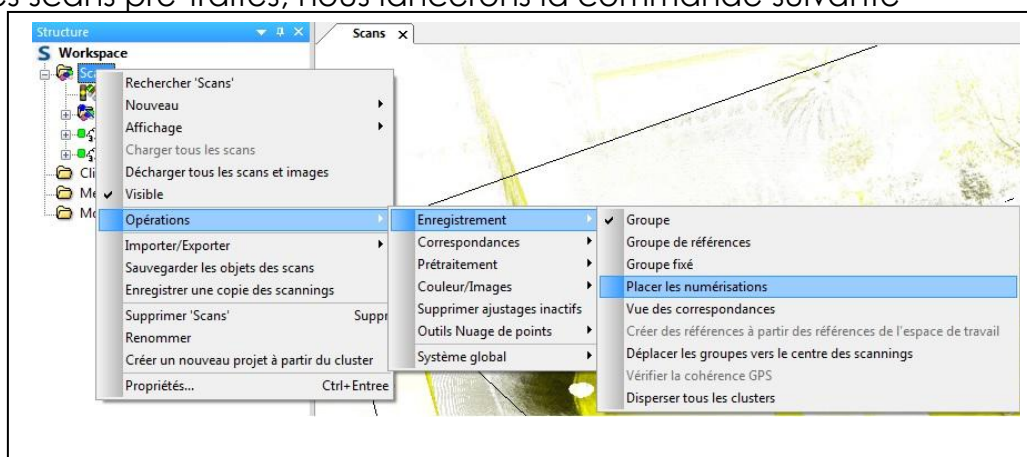 es scans pré-traités, nous lancerons la commande suivante
Structure
Scans
Workspace
Sca
Cli
Me
Mo
Rechercher 'Scans'
Nouveau
Affichage
Charger tous les scans
Décharger tous les scans et images
Visible
Opérations
Importer/Exporter
Sauvegarder les objets des scans
Enregistrer une copie des scannings
Supprimer 'Scans' Suppr
Renommer
Créer un nouveau projet à partir du cluster
Propriétés... Ctrl+Entree
Enregistrement
Correspondances
Prétraitement
Couleur/Images
Supprimer ajustages inactifs
Outils Nuage de points
Système global
Groupe
Groupe de références
Groupe fixé
Placer les numérisations
Vue des correspondances
Créer des références à partir des références de l'espace de travail
Déplacer les groupes vers le centre des scannings
Vérifier la cohérence GPS
Disperser tous les clusters